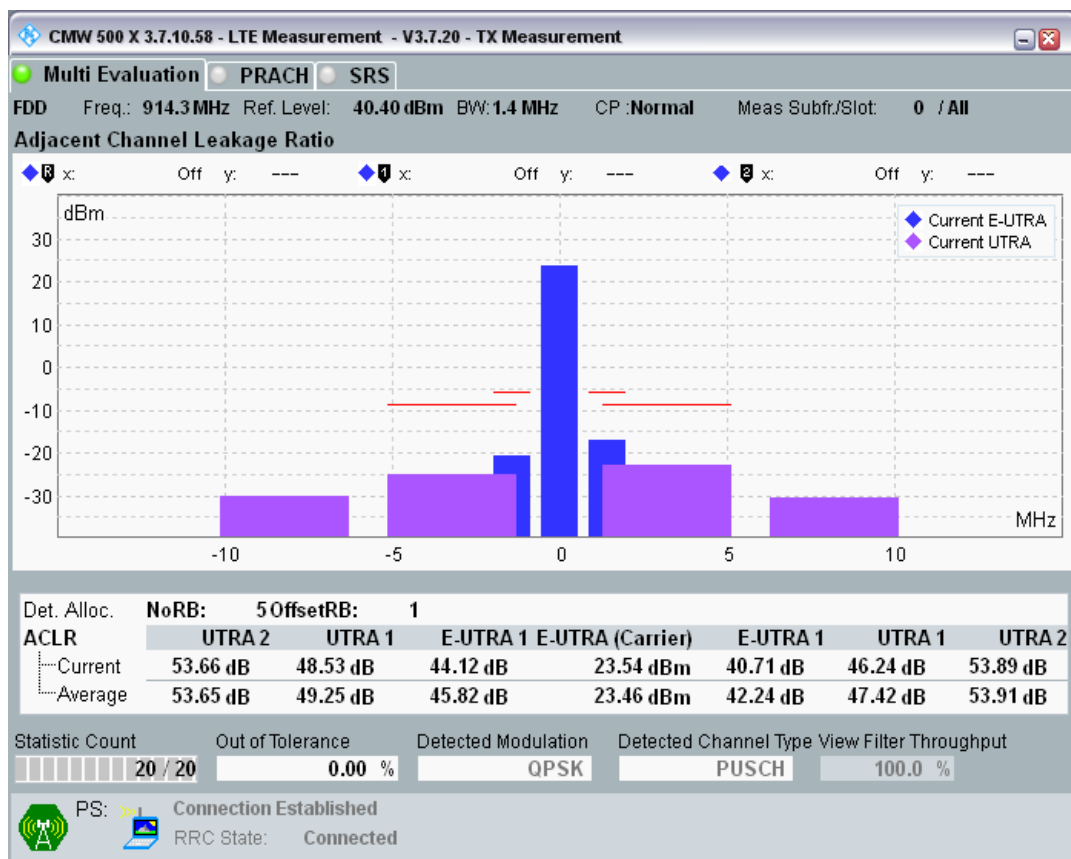 CMW 500 X 3.7.10.58 - LTE Measurement - V3.7.20 - TX Measurement
Multi Evaluation PRACH SRS
FDD Freq.: 914.3 MHz Ref. Level: 40.40 dBm BW: 1.4 MHz CP :Normal Meas Subfr./Slot: 0 / All
Adjacent Channel Leakage Ratio
R x: Off y: --- 1 x: Off y: --- 2 x: Off y: ---
dBm
Current E-UTRA
Current UTRA
30
20
10
0
-10
-20
-30
MHz
-10 -5 0 5 10
Det. Alloc. NoRB: 5 OffsetRB: 1
ACLR UTRA 2 UTRA 1 E-UTRA 1 E-UTRA (Carrier) E-UTRA 1 UTRA 1 UTRA 2
Current 53.66 dB 48.53 dB 44.12 dB 23.54 dBm 40.71 dB 46.24 dB 53.89 dB
Average 53.65 dB 49.25 dB 45.82 dB 23.46 dBm 42.24 dB 47.42 dB 53.91 dB
Statistic Count Out of Tolerance Detected Modulation Detected Channel Type View Filter Throughput
20 / 20 0.00 % QPSK PUSCH 100.0 %
PS: Connection Established
RRC State: Connected